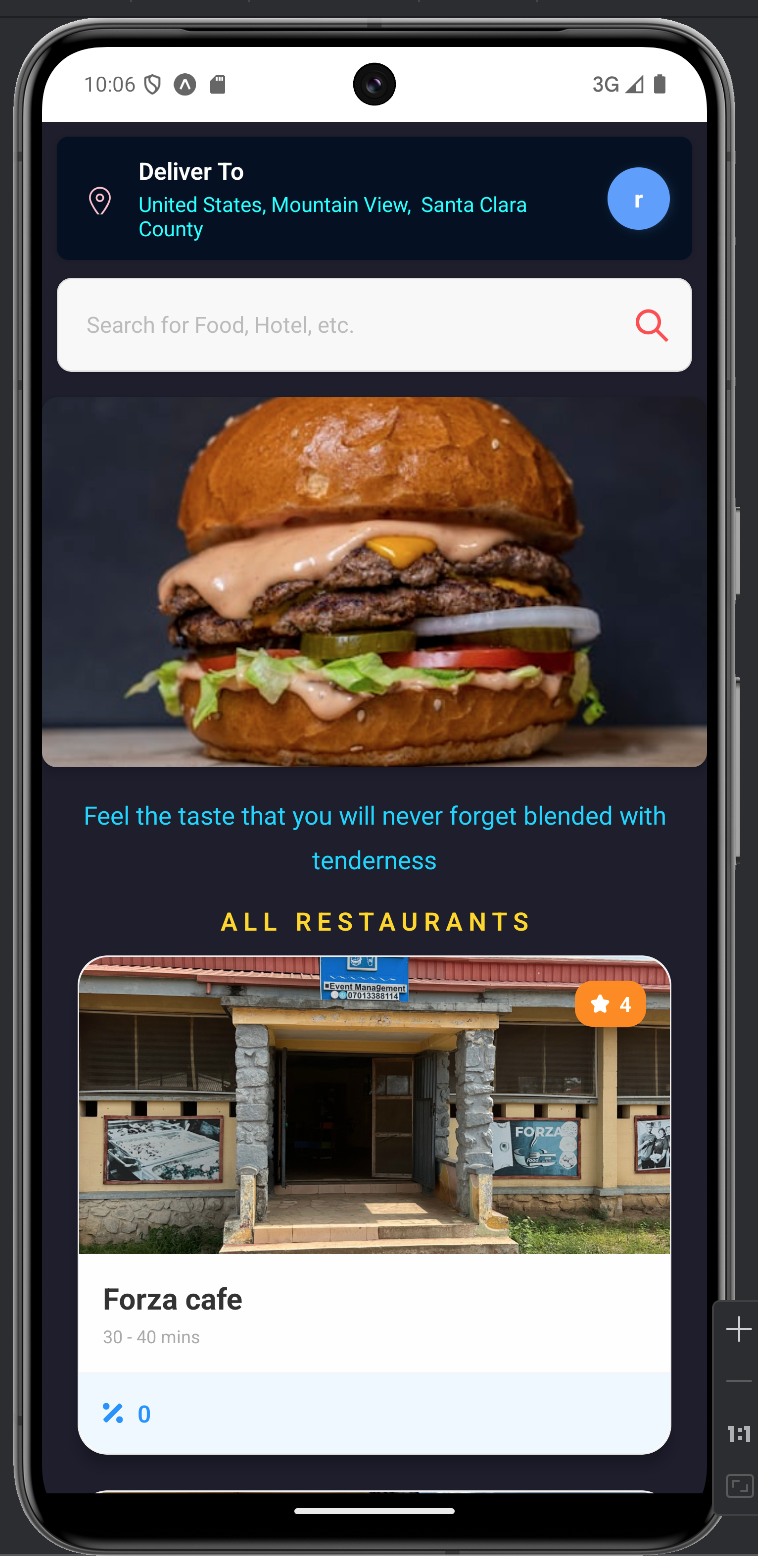 10:06
3G
Deliver To
United States, Mountain View,  Santa Clara
County
r
Search for Food, Hotel, etc.
Feel the taste that you will never forget blended with
tenderness
ALL RESTAURANTS
Event Management
07013388114
4
FORZA
Forza cafe
30 - 40 mins
0
1:1